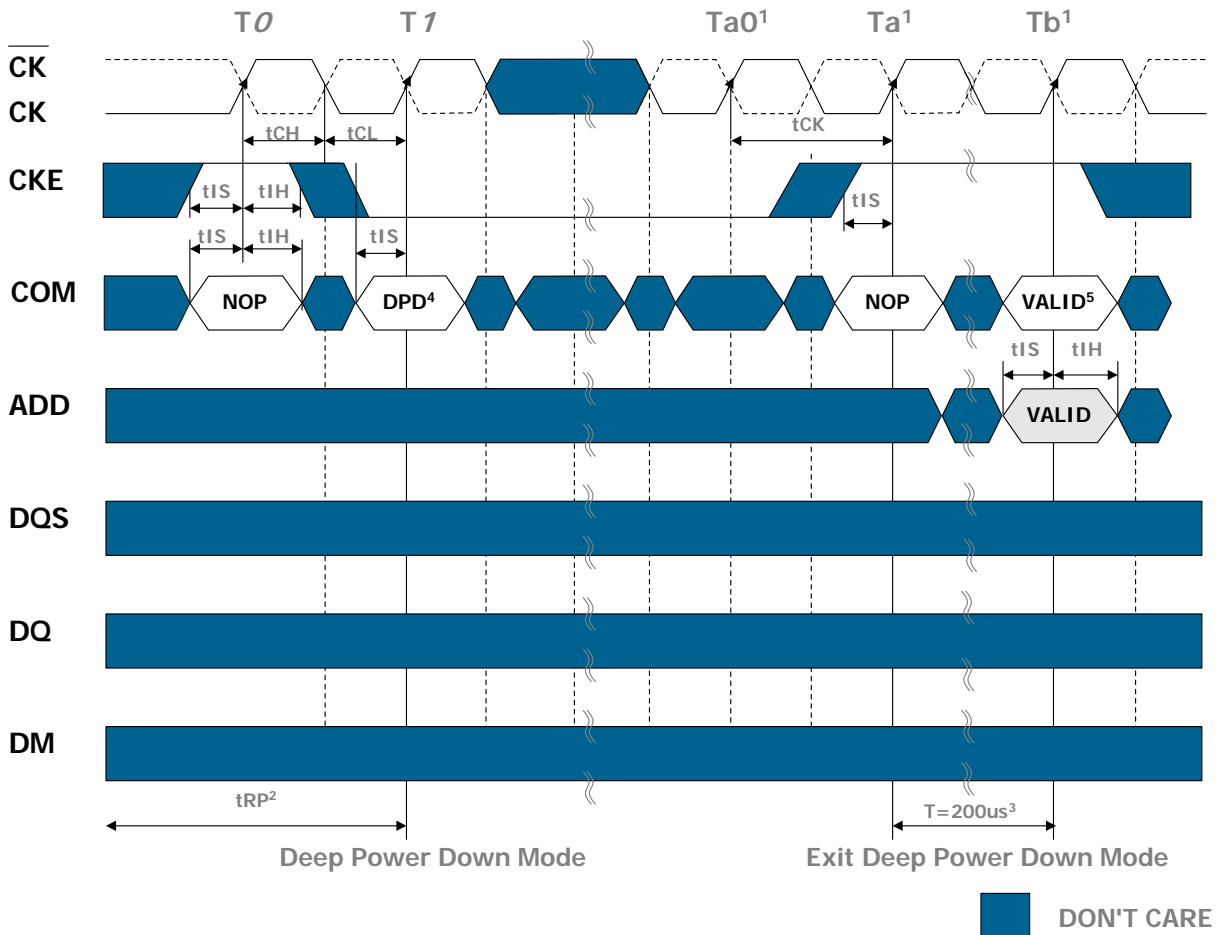 T0 T1 Ta0¹ Ta¹ Tb¹
CK
CK
tCH tCL tCK
CKE
tIS tIH tIS
tIS tIH tIS
COM NOP DPD⁴ NOP VALID⁵
tIS tIH
ADD VALID
DQS
DQ
DM
tRP² T=200us³
Deep Power Down Mode Exit Deep Power Down Mode
DON'T CARE